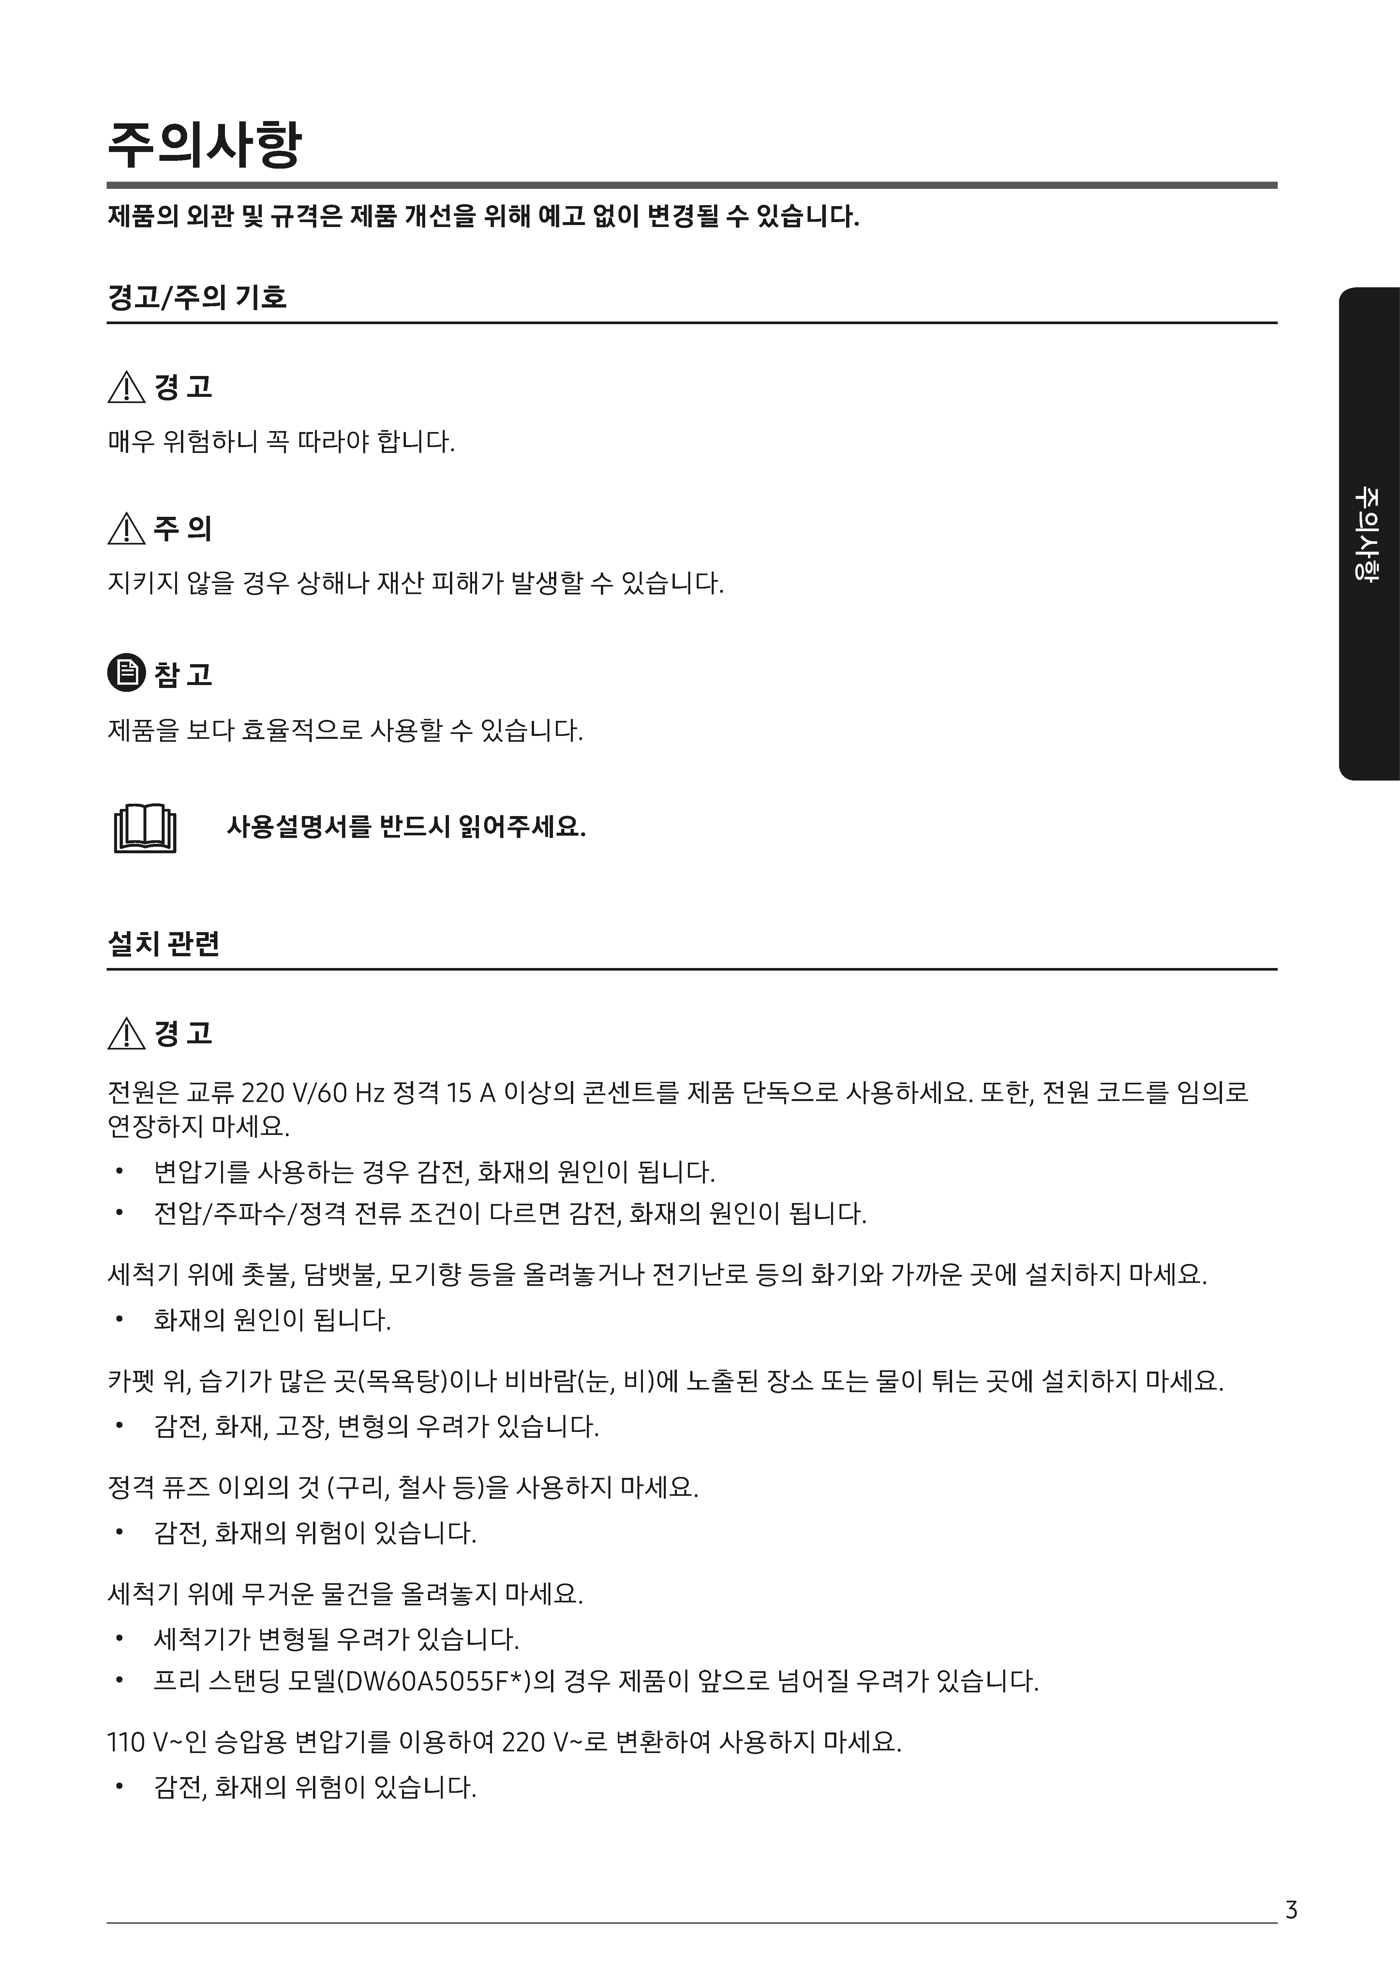 주의사항
제품의 외관 및 규격은 제품 개선을 위해 예고 없이 변경될 수 있습니다.
경고/주의 기호
경 고
매우 위험하니 꼭 따라야 합니다.
주 의
지키지 않을 경우 상해나 재산 피해가 발생할 수 있습니다.
참 고
제품을 보다 효율적으로 사용할 수 있습니다.
사용설명서를 반드시 읽어주세요.
설치 관련
경 고
전원은 교류 220 V/60 Hz 정격 15 A 이상의 콘센트를 제품 단독으로 사용하세요. 또한, 전원 코드를 임의로
연장하지 마세요.
• 변압기를 사용하는 경우 감전, 화재의 원인이 됩니다.
• 전압/주파수/정격 전류 조건이 다르면 감전, 화재의 원인이 됩니다.
세척기 위에 촛불, 담뱃불, 모기향 등을 올려놓거나 전기난로 등의 화기와 가까운 곳에 설치하지 마세요.
• 화재의 원인이 됩니다.
카펫 위, 습기가 많은 곳(목욕탕)이나 비바람(눈, 비)에 노출된 장소 또는 물이 튀는 곳에 설치하지 마세요.
• 감전, 화재, 고장, 변형의 우려가 있습니다.
정격 퓨즈 이외의 것 (구리, 철사 등)을 사용하지 마세요.
• 감전, 화재의 위험이 있습니다.
세척기 위에 무거운 물건을 올려놓지 마세요.
• 세척기가 변형될 우려가 있습니다.
• 프리 스탠딩 모델(DW60A5055F*)의 경우 제품이 앞으로 넘어질 우려가 있습니다.
110 V~인 승압용 변압기를 이용하여 220 V~로 변환하여 사용하지 마세요.
• 감전, 화재의 위험이 있습니다.
주의사항
3